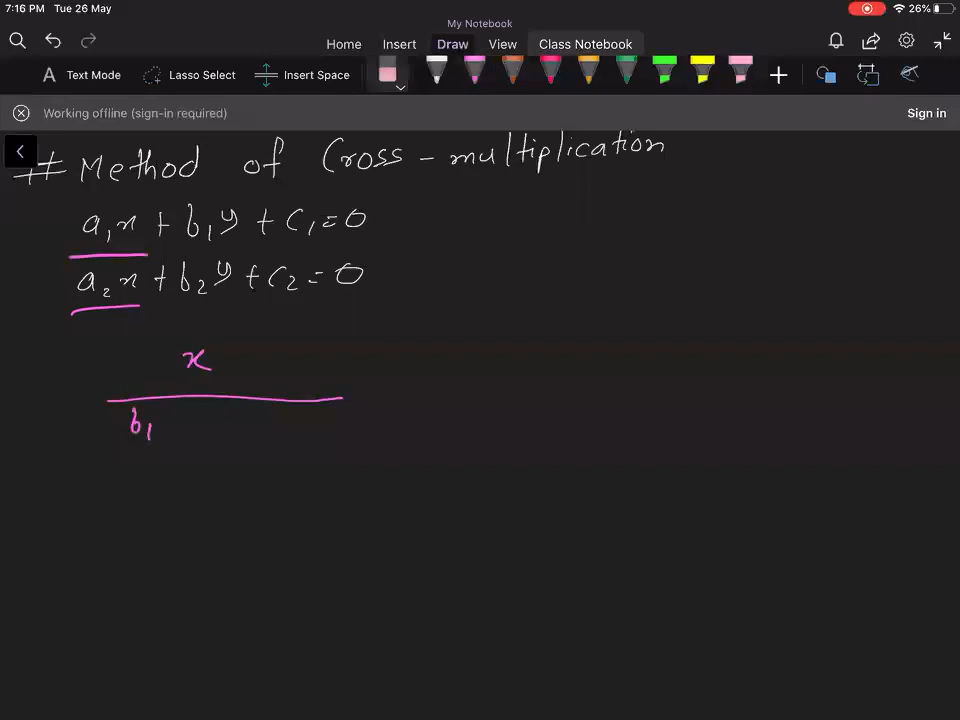 7:16 PM Tue 26 May 26%
My Notebook
Home Insert Draw View Class Notebook
A Text Mode Lasso Select Insert Space
Working offline (sign-in required) Sign in
# Method of Cross-multiplication
a₁x + b₁y + c₁ = 0
a₂x + b₂y + c₂ = 0
x
b₁